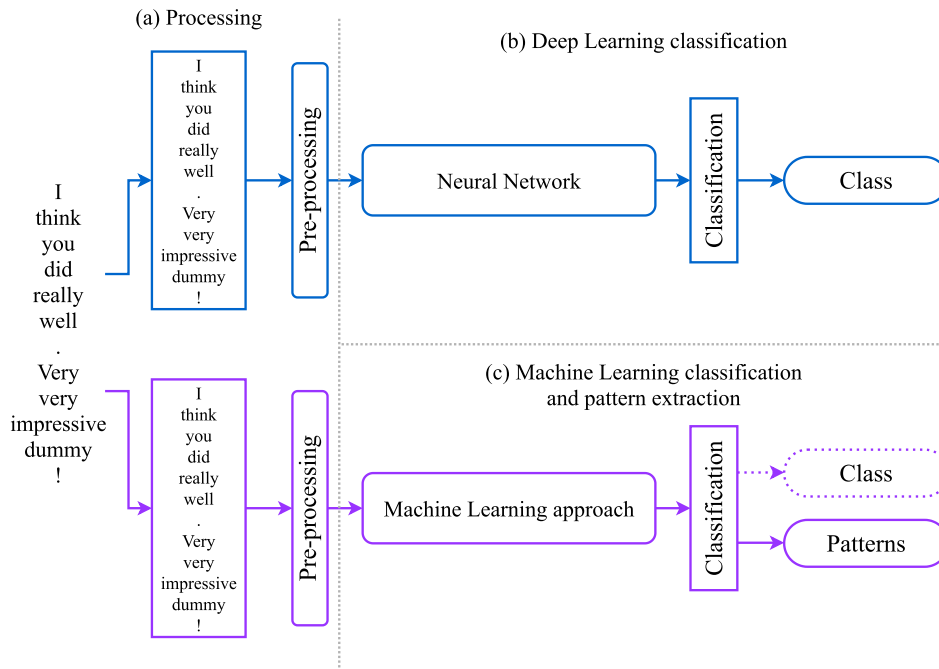 (a) Processing
I
think
you
did
really
well
.
Very
very
impressive
dummy
!
I
think
you
did
really
well
.
Very
very
impressive
dummy
!
Pre-processing
(b) Deep Learning classification
Neural Network
Classification
Class
I
think
you
did
really
well
.
Very
very
impressive
dummy
!
Pre-processing
(c) Machine Learning classification
and pattern extraction
Machine Learning approach
Classification
Class
Patterns